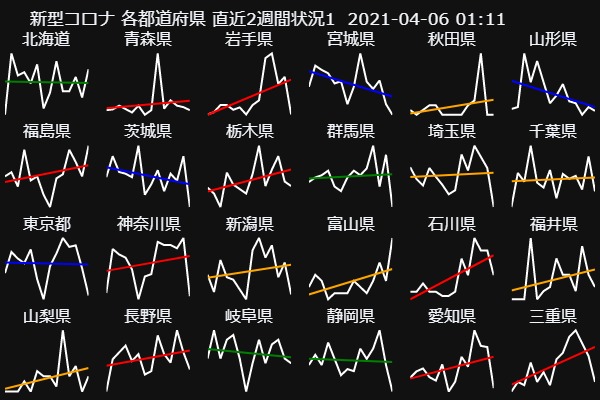 新型コロナ 各都道府県 直近2週間状況1 2021-04-06 01:11
北海道 青森県 岩手県 宮城県 秋田県 山形県
福島県 茨城県 栃木県 群馬県 埼玉県 千葉県
東京都 神奈川県 新潟県 富山県 石川県 福井県
山梨県 長野県 岐阜県 静岡県 愛知県 三重県